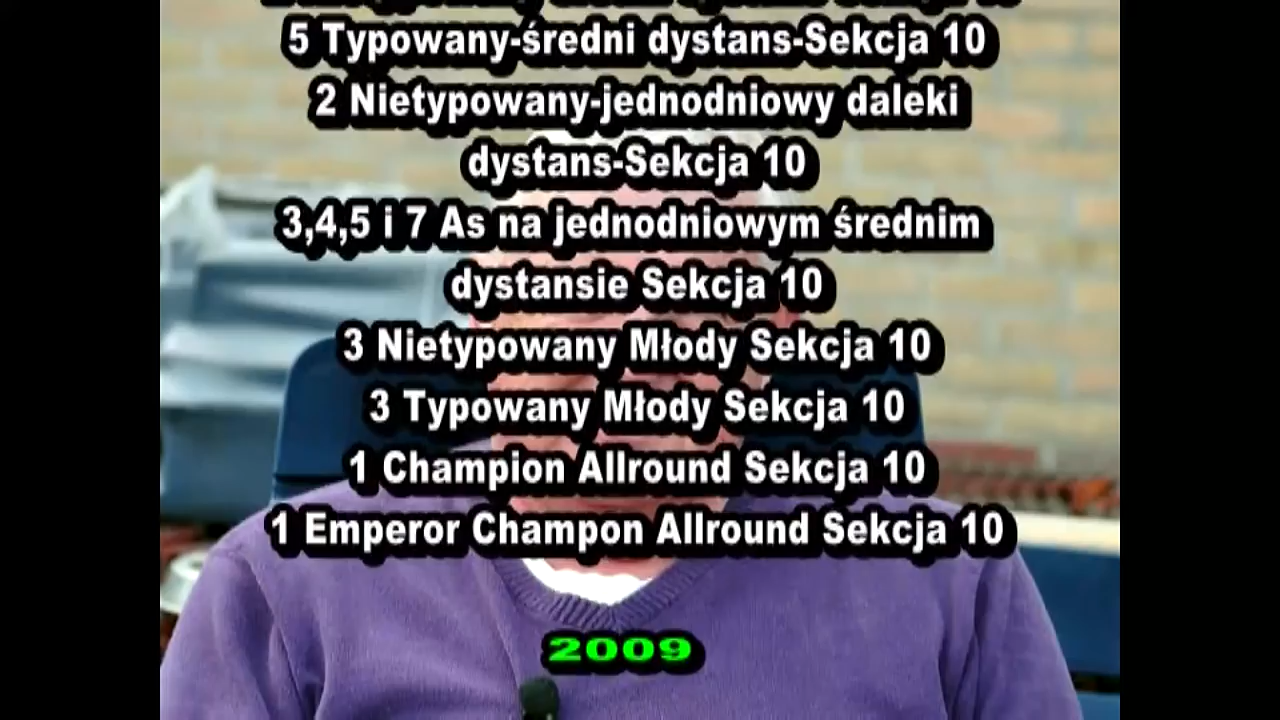 5 Typowany-średni dystans-Sekcja 10
2 Nietypowany-jednodniowy daleki
dystans-Sekcja 10
3,4,5 i 7 As na jednodniowym średnim
dystansie Sekcja 10
3 Nietypowany Młody Sekcja 10
3 Typowany Młody Sekcja 10
1 Champion Allround Sekcja 10
1 Emperor Champon Allround Sekcja 10
2009